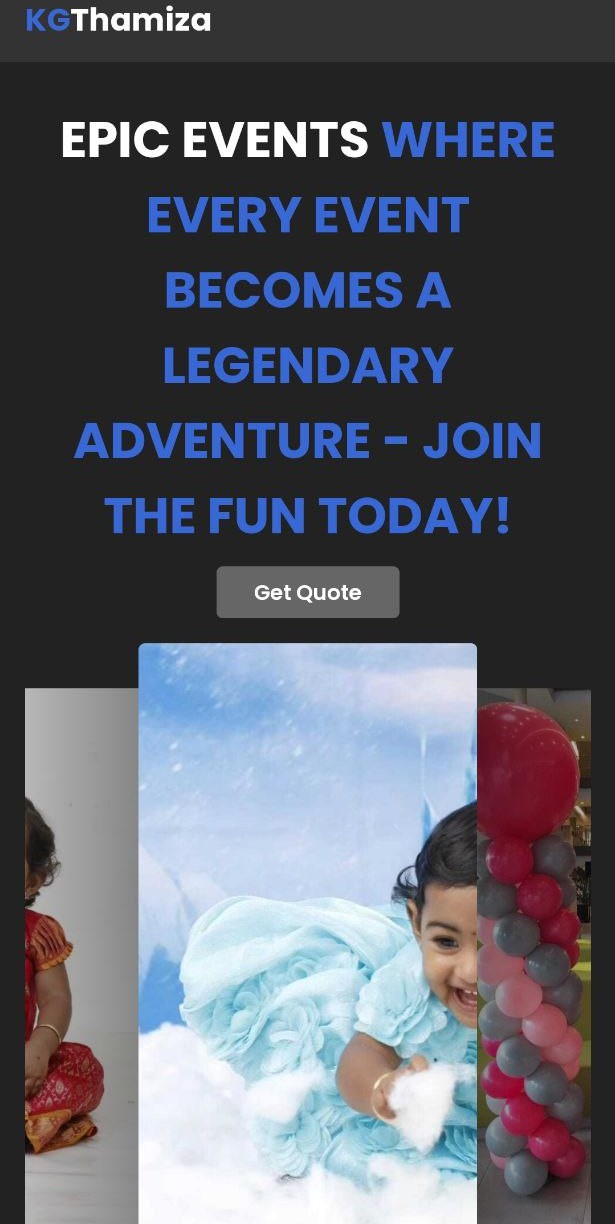 KGThamiza
EPIC EVENTS WHERE
EVERY EVENT
BECOMES A
LEGENDARY
ADVENTURE - JOIN
THE FUN TODAY!
Get Quote